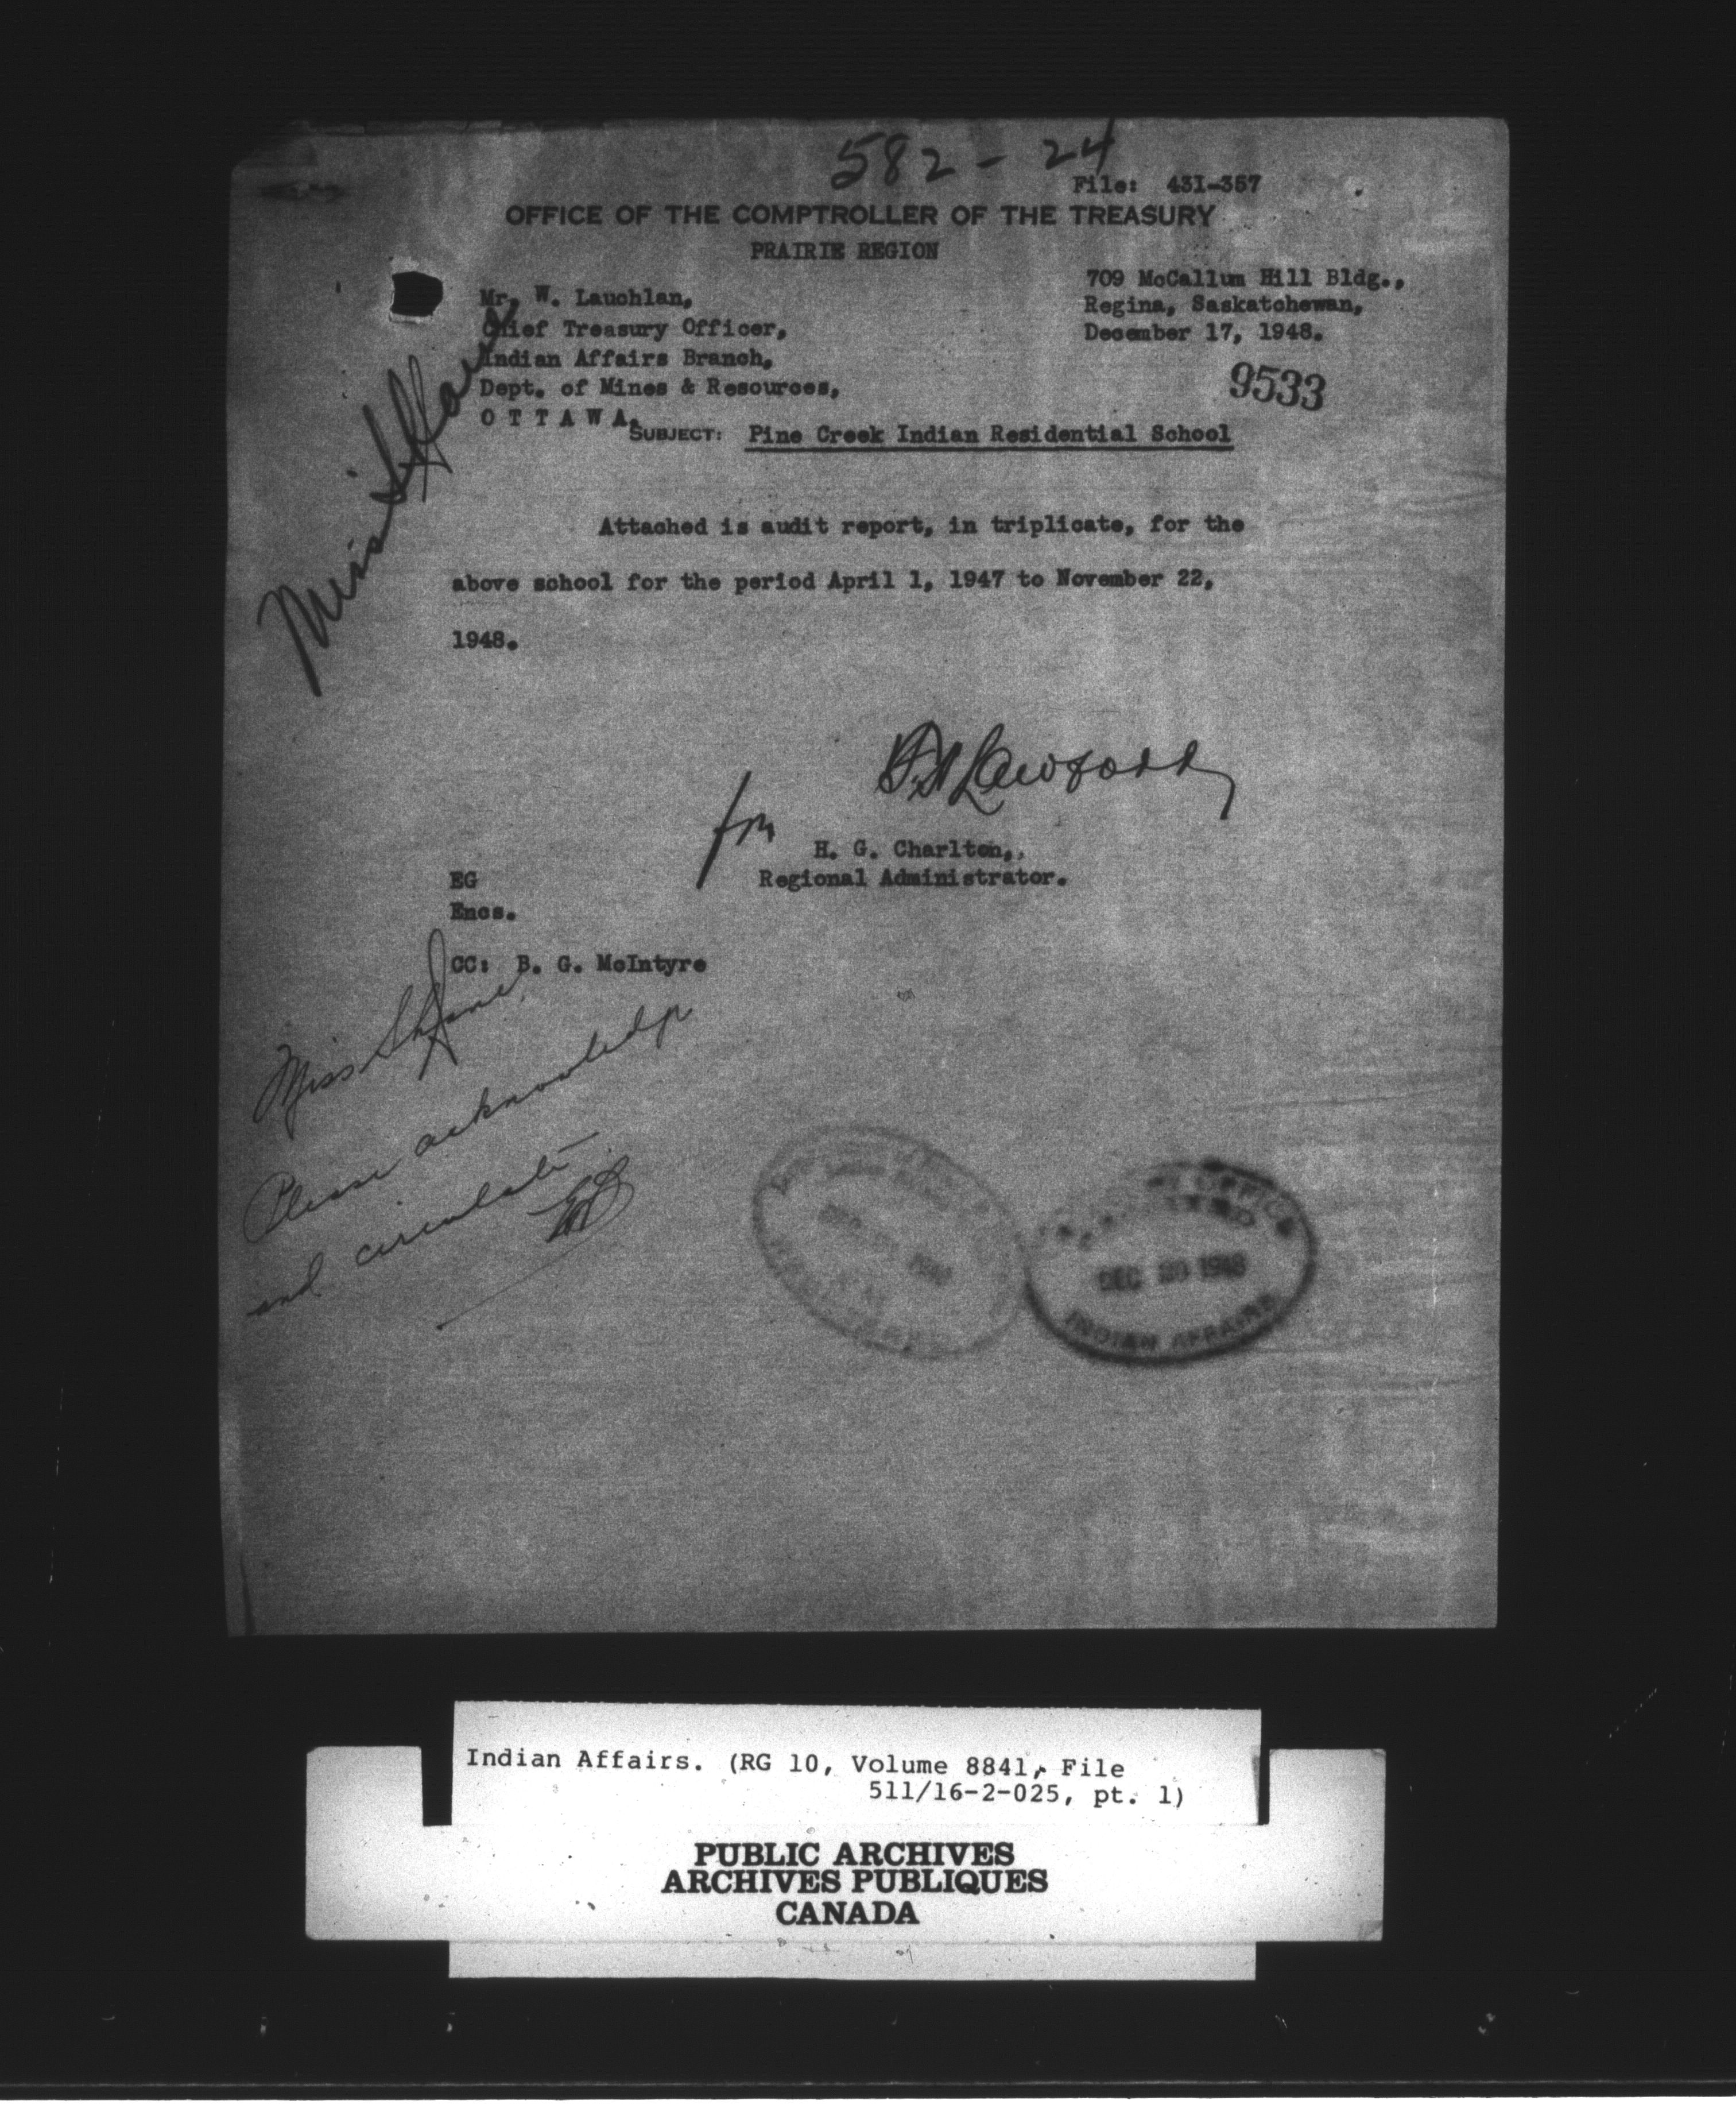 582-24
File: 431-367
OFFICE OF THE COMPTROLLER OF THE TREASURY
PRAIRIE REGION
709 McCallum Hill Bldg.,
Regina, Saskatchewan,
December 17, 1948.
9533
Mr. W. Lauchlan,
Chief Treasury Officer,
Indian Affairs Branch,
Dept. of Mines & Resources,
O T T A W A.
SUBJECT: Pine Creek Indian Residential School
Miss
Attached is audit report, in triplicate, for the
above school for the period April 1, 1947 to November 22,
1948.
for
H. G. Charlton,
Regional Administrator.
EG
Encs.
CC: B. G. McIntyre
Miss
Please acknowledge
and circulate
OFFICE
DEC 20 1948
INDIAN AFFAIRS
Indian Affairs. (RG 10, Volume 8841, File
511/16-2-025, pt. 1)
PUBLIC ARCHIVES
ARCHIVES PUBLIQUES
CANADA